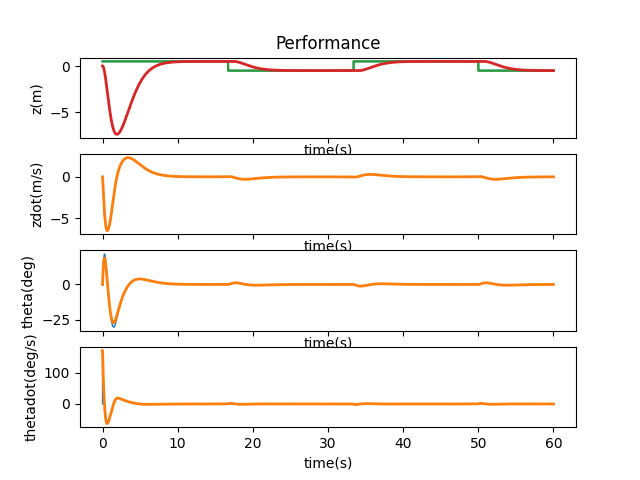 Performance
z(m)
0
−5
time(s)
zdot(m/s)
0
−5
time(s)
theta(deg)
0
−25
time(s)
thetadot(deg/s)
100
0
0 10 20 30 40 50 60
time(s)